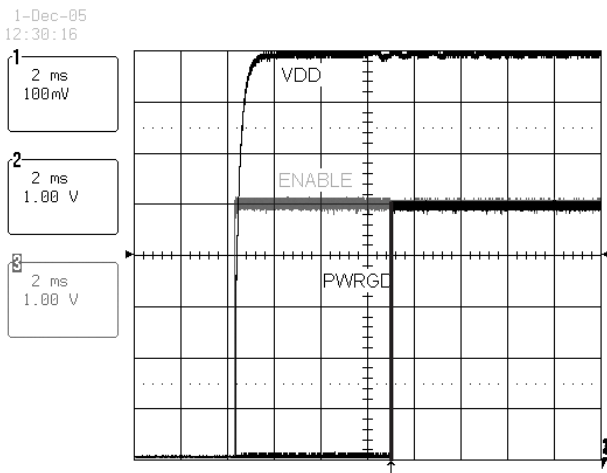 1-Dec-05
12:30:16
1
2 ms
100mV
2
2 ms
1.00 V
3
2 ms
1.00 V
VDD
ENABLE
PWRGD